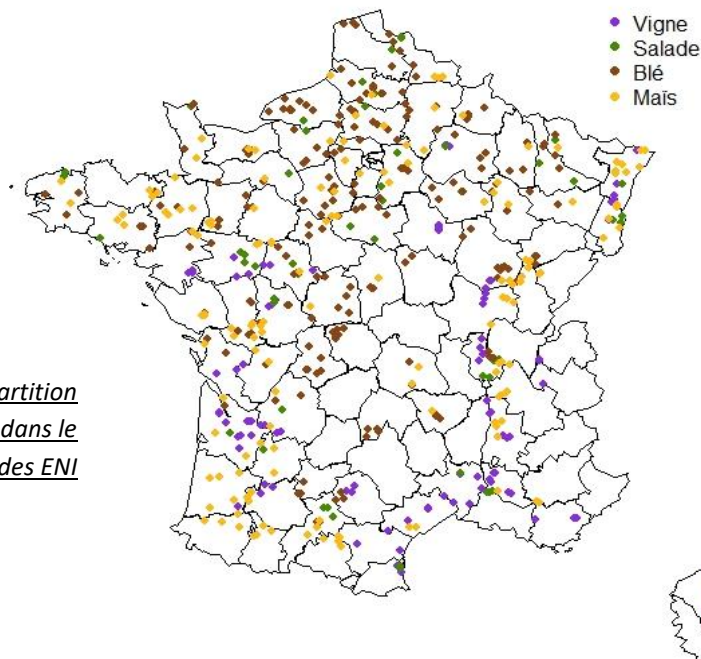 Vigne
Salade
Blé
Maïs
artition
dans le
des ENI